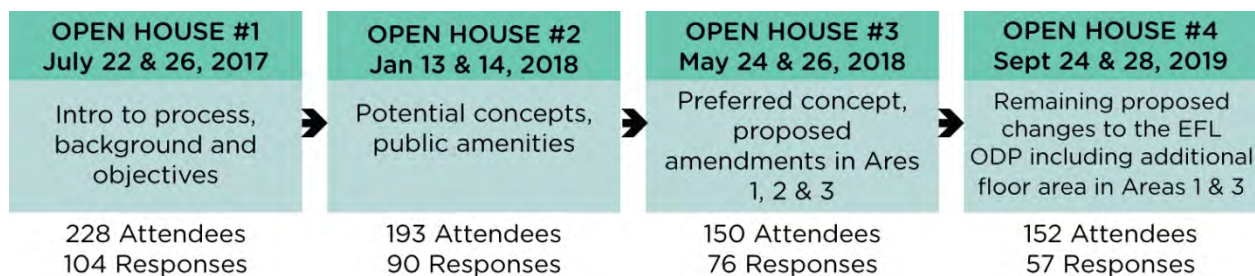 OPEN HOUSE #1
July 22 & 26, 2017
Intro to process,
background and
objectives
228 Attendees
104 Responses
OPEN HOUSE #2
Jan 13 & 14, 2018
Potential concepts,
public amenities
193 Attendees
90 Responses
OPEN HOUSE #3
May 24 & 26, 2018
Preferred concept,
proposed
amendments in Ares
1, 2 & 3
150 Attendees
76 Responses
OPEN HOUSE #4
Sept 24 & 28, 2019
Remaining proposed
changes to the EFL
ODP including additional
floor area in Areas 1 & 3
152 Attendees
57 Responses